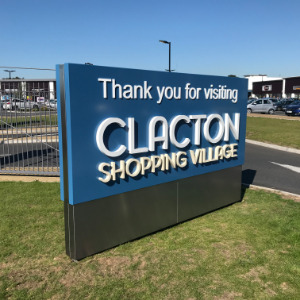 Thank you for visiting
CLACTON
SHOPPING VILLAGE